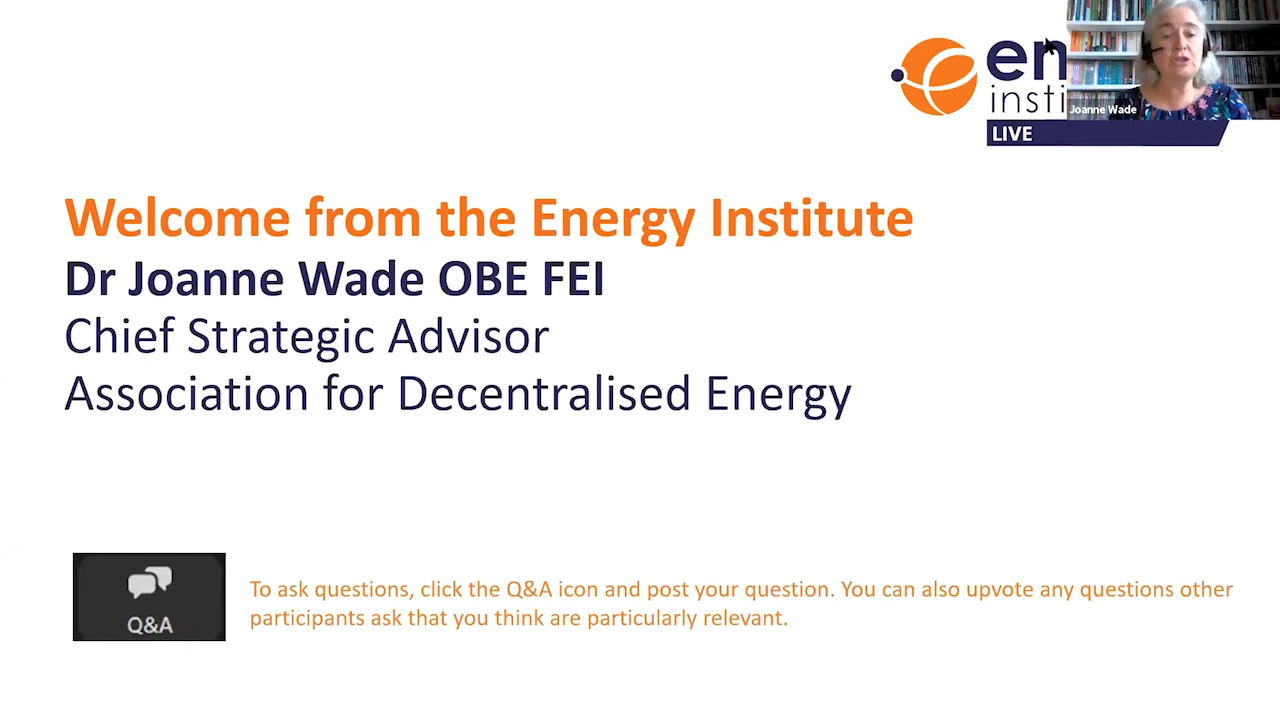 en
insti
Joanne Wade
LIVE
Welcome from the Energy Institute
Dr Joanne Wade OBE FEI
Chief Strategic Advisor
Association for Decentralised Energy
Q&A
To ask questions, click the Q&A icon and post your question. You can also upvote any questions other
participants ask that you think are particularly relevant.